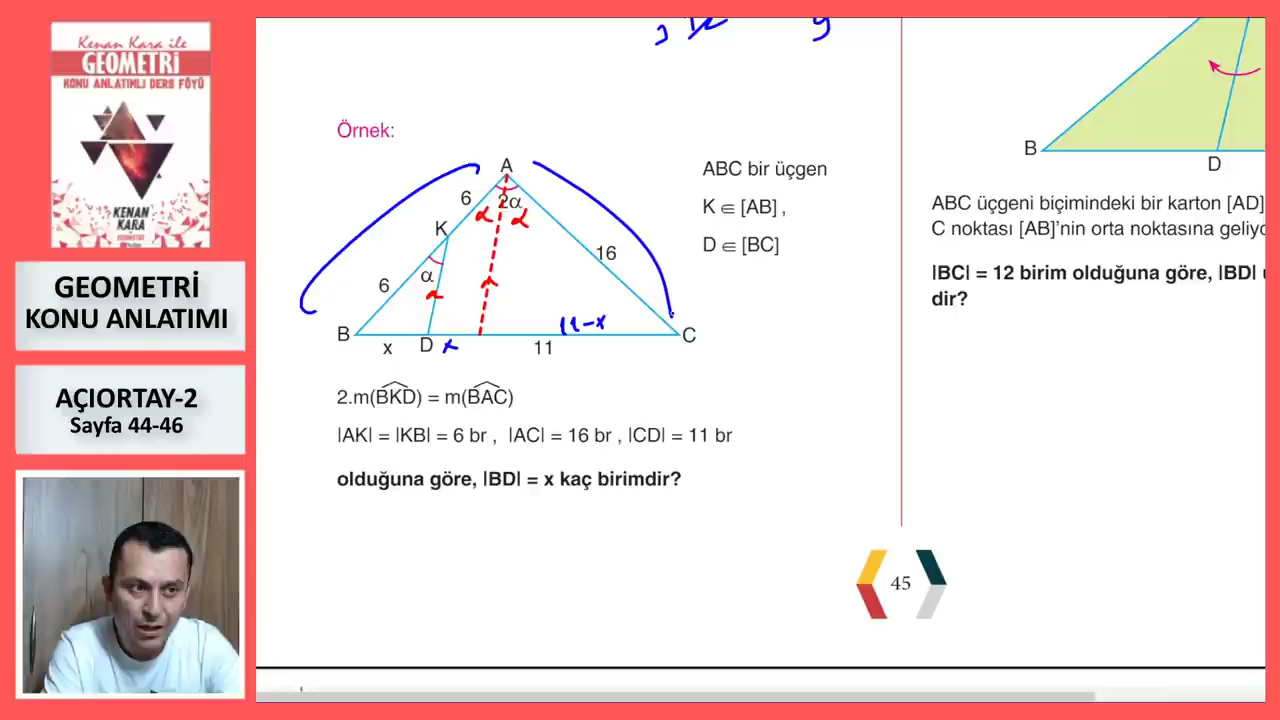 Kenan Kara ile
GEOMETRİ
KONU ANLATIMLI DERS FÖYÜ
KENAN
KARA
GEOMETRİ
KONU ANLATIMI
AÇIORTAY-2
Sayfa 44-46
Örnek:
A
6
2α
α
α
K
16
6
α
α
α
B
x
D
x
11-x
11
C
ABC bir üçgen
K ∈ [AB] ,
D ∈ [BC]
2.m(BKD) = m(BAC)
|AK| = |KB| = 6 br , |AC| = 16 br , |CD| = 11 br
olduğuna göre, |BD| = x kaç birimdir?
B
D
ABC üçgeni biçimindeki bir karton [AD]
C noktası [AB]'nin orta noktasına geliyo
|BC| = 12 birim olduğuna göre, |BD| u
dir?
45